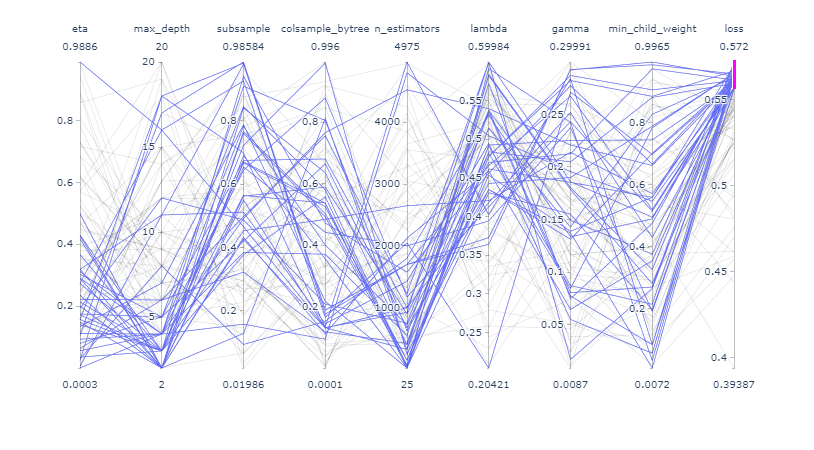 eta max_depth subsample colsample_bytree n_estimators lambda gamma min_child_weight loss
0.9886 20 0.98584 0.996 4975 0.59984 0.29991 0.9965 0.572
20
0.55 0.55
0.8 0.8 0.8 4000 0.25 0.8
15 0.5
0.6 0.6 0.6 3000 0.45 0.2 0.6 0.5
0.4 10 0.4 0.4 2000 0.4 0.15 0.4
0.35 0.1 0.45
0.2 5 0.2 0.2 1000 0.3 0.05 0.2
0.25 0.4
0.0003 2 0.01986 0.0001 25 0.20421 0.0087 0.0072 0.39387